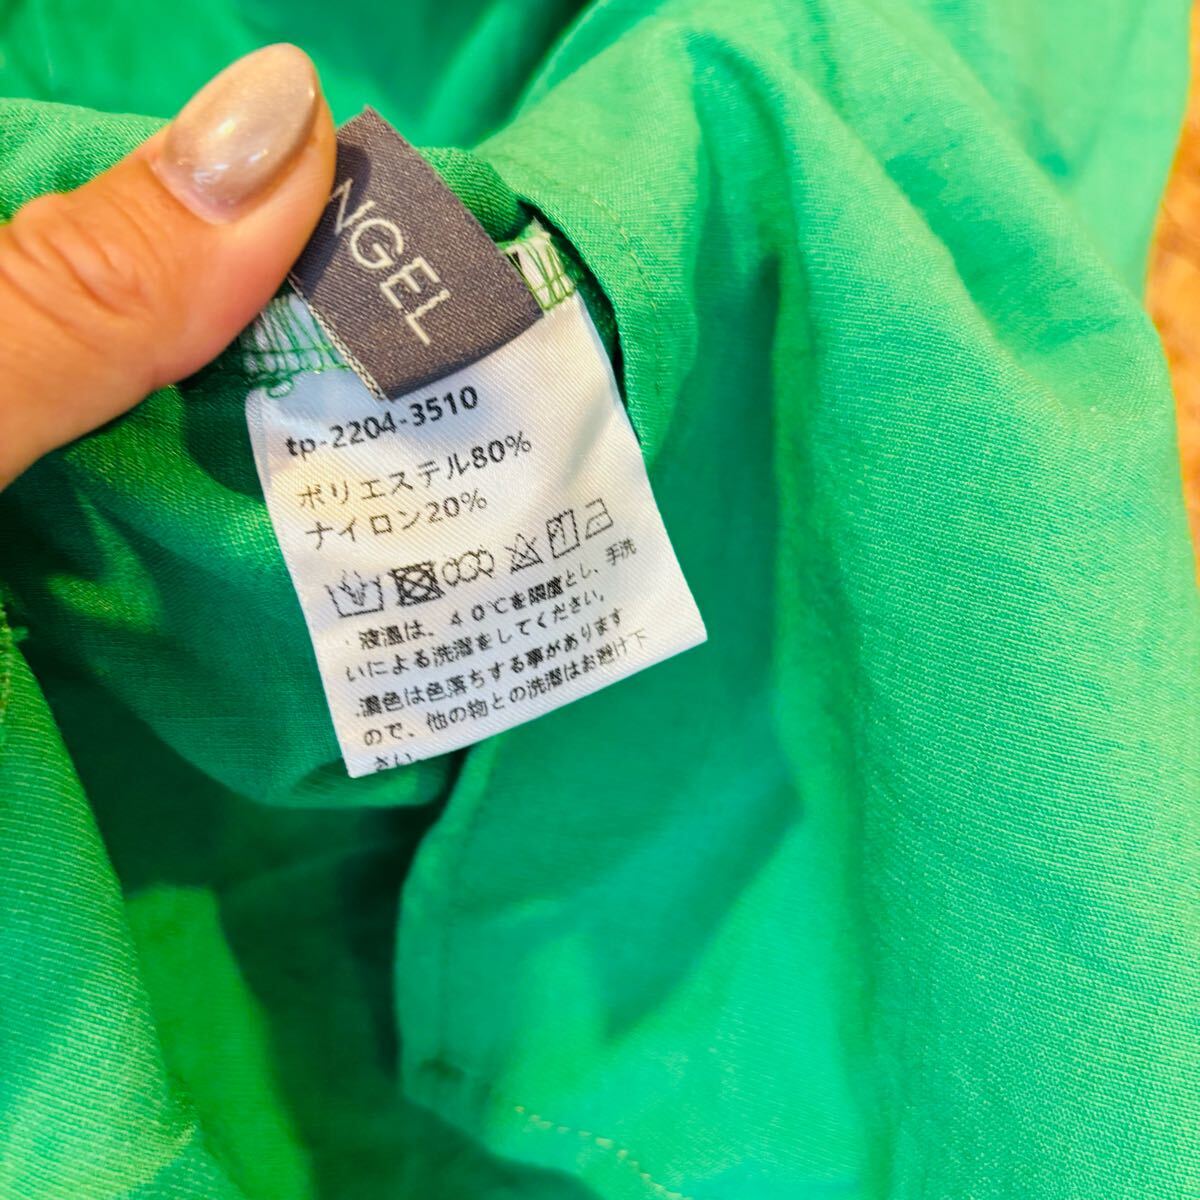 NGEL
tp-2204-3510
ポリエステル80%
ナイロン20%
・液温は、40℃を限度とし、手洗
いによる洗濯をしてください。
・濃色は色落ちする事があります
ので、他の物との洗濯はお避け下
さい。